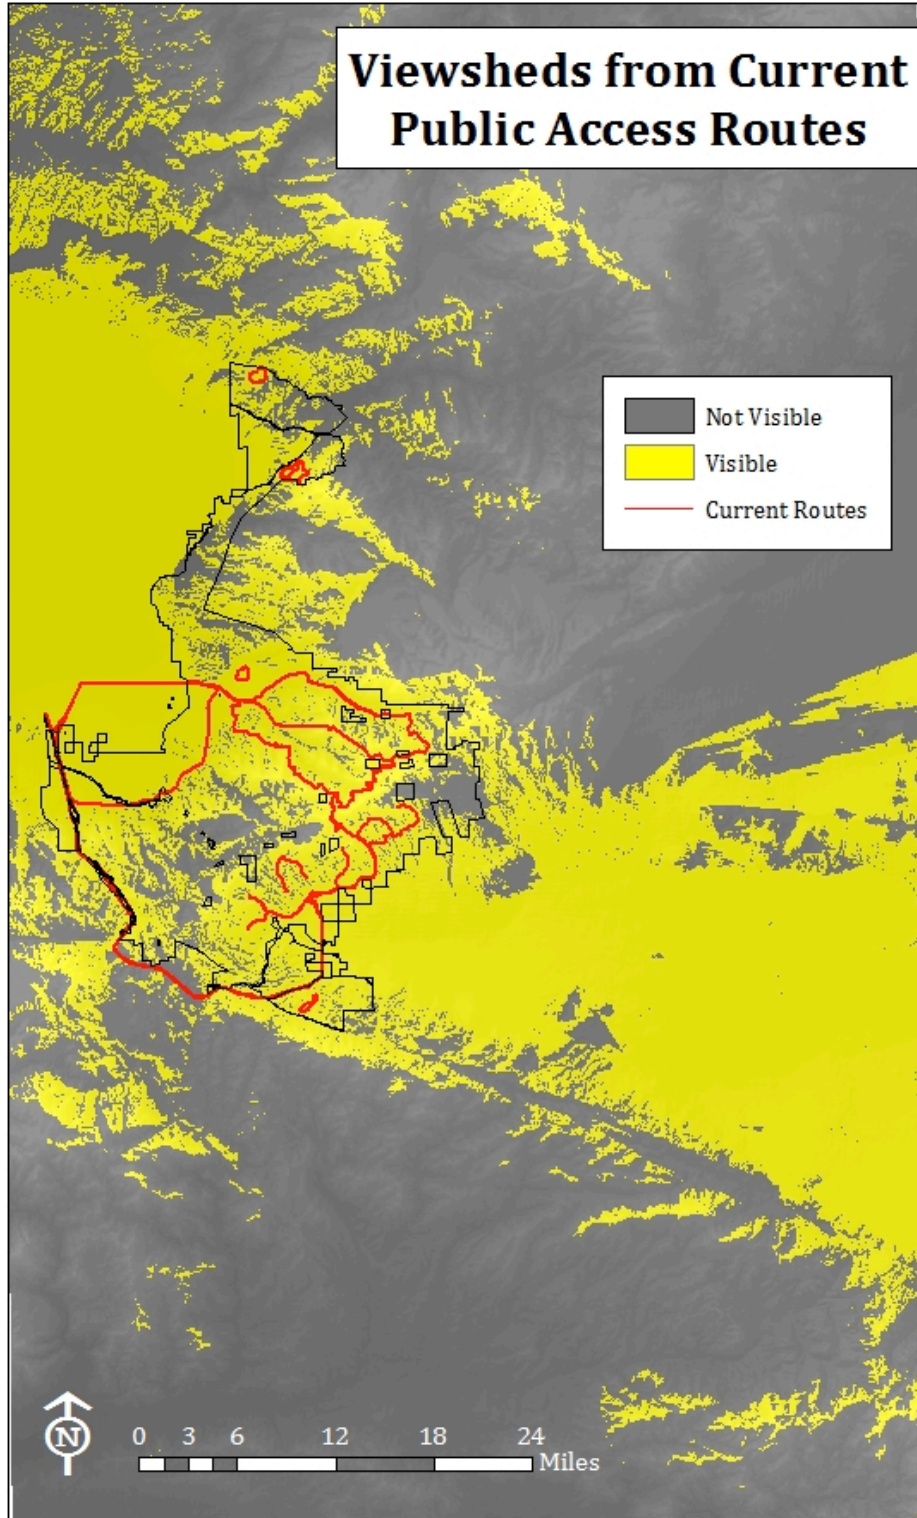 Viewsheds from Current
Public Access Routes
Not Visible
Visible
Current Routes
N
0 3 6 12 18 24
Miles